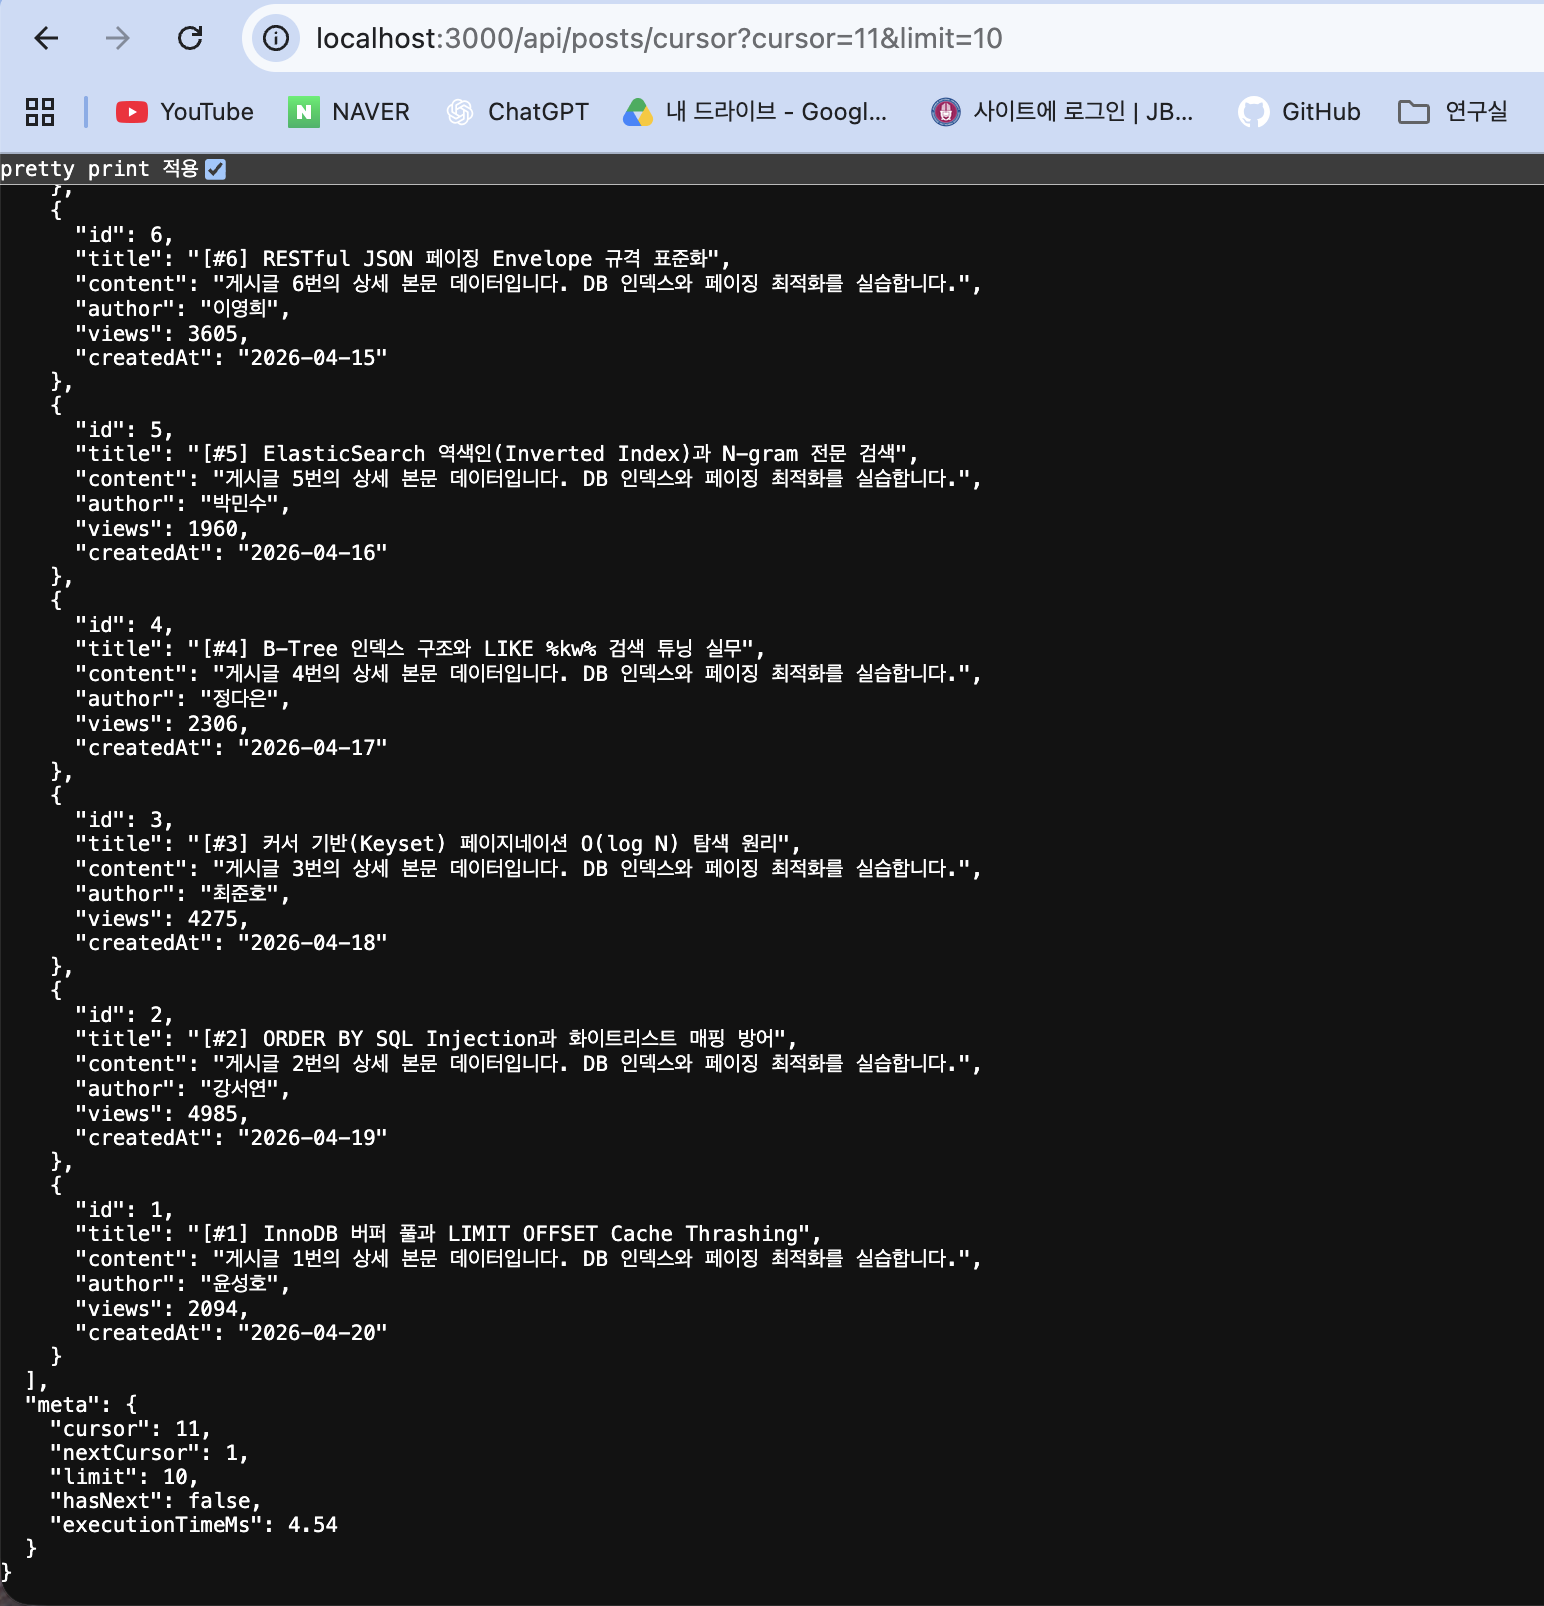 localhost:3000/api/posts/cursor?cursor=11&limit=10
YouTube NAVER ChatGPT 내 드라이브 - Googl... 사이트에 로그인 | JB... GitHub 연구실
pretty print 적용
},
{
"id": 6,
"title": "[#6] RESTful JSON 페이징 Envelope 규격 표준화",
"content": "게시글 6번의 상세 본문 데이터입니다. DB 인덱스와 페이징 최적화를 실습합니다.",
"author": "이영희",
"views": 3605,
"createdAt": "2026-04-15"
},
{
"id": 5,
"title": "[#5] ElasticSearch 역색인(Inverted Index)과 N-gram 전문 검색",
"content": "게시글 5번의 상세 본문 데이터입니다. DB 인덱스와 페이징 최적화를 실습합니다.",
"author": "박민수",
"views": 1960,
"createdAt": "2026-04-16"
},
{
"id": 4,
"title": "[#4] B-Tree 인덱스 구조와 LIKE %kw% 검색 튜닝 실무",
"content": "게시글 4번의 상세 본문 데이터입니다. DB 인덱스와 페이징 최적화를 실습합니다.",
"author": "정다은",
"views": 2306,
"createdAt": "2026-04-17"
},
{
"id": 3,
"title": "[#3] 커서 기반(Keyset) 페이지네이션 O(log N) 탐색 원리",
"content": "게시글 3번의 상세 본문 데이터입니다. DB 인덱스와 페이징 최적화를 실습합니다.",
"author": "최준호",
"views": 4275,
"createdAt": "2026-04-18"
},
{
"id": 2,
"title": "[#2] ORDER BY SQL Injection과 화이트리스트 매핑 방어",
"content": "게시글 2번의 상세 본문 데이터입니다. DB 인덱스와 페이징 최적화를 실습합니다.",
"author": "강서연",
"views": 4985,
"createdAt": "2026-04-19"
},
{
"id": 1,
"title": "[#1] InnoDB 버퍼 풀과 LIMIT OFFSET Cache Thrashing",
"content": "게시글 1번의 상세 본문 데이터입니다. DB 인덱스와 페이징 최적화를 실습합니다.",
"author": "윤성호",
"views": 2094,
"createdAt": "2026-04-20"
}
],
"meta": {
"cursor": 11,
"nextCursor": 1,
"limit": 10,
"hasNext": false,
"executionTimeMs": 4.54
}
}